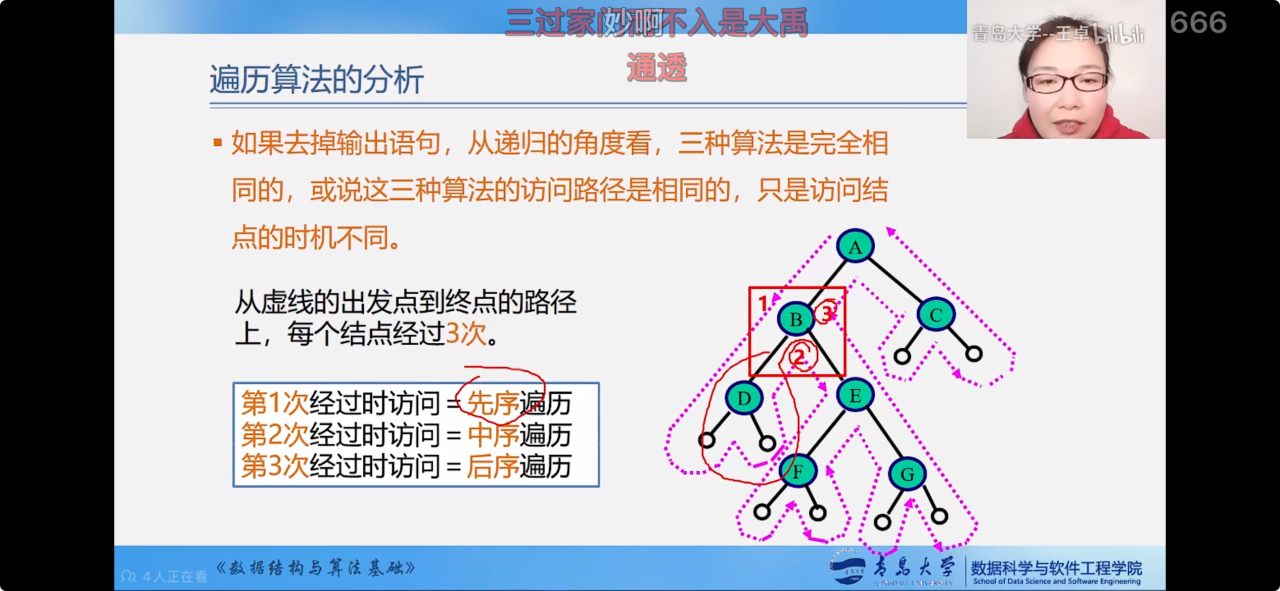 三过家门而不入是大禹
妙啊
通透
666
青岛大学--王卓
bilibili
遍历算法的分析
如果去掉输出语句，从递归的角度看，三种算法是完全相
同的，或说这三种算法的访问路径是相同的，只是访问结
点的时机不同。
从虚线的出发点到终点的路径
上，每个结点经过3次。
第1次经过时访问＝先序遍历
第2次经过时访问＝中序遍历
第3次经过时访问＝后序遍历
A
1
B
3
C
2
D
E
F
G
4人正在看
《数据结构与算法基础》
青岛大学
QINGDAO UNIVERSITY
数据科学与软件工程学院
School of Data Science and Software Engineering